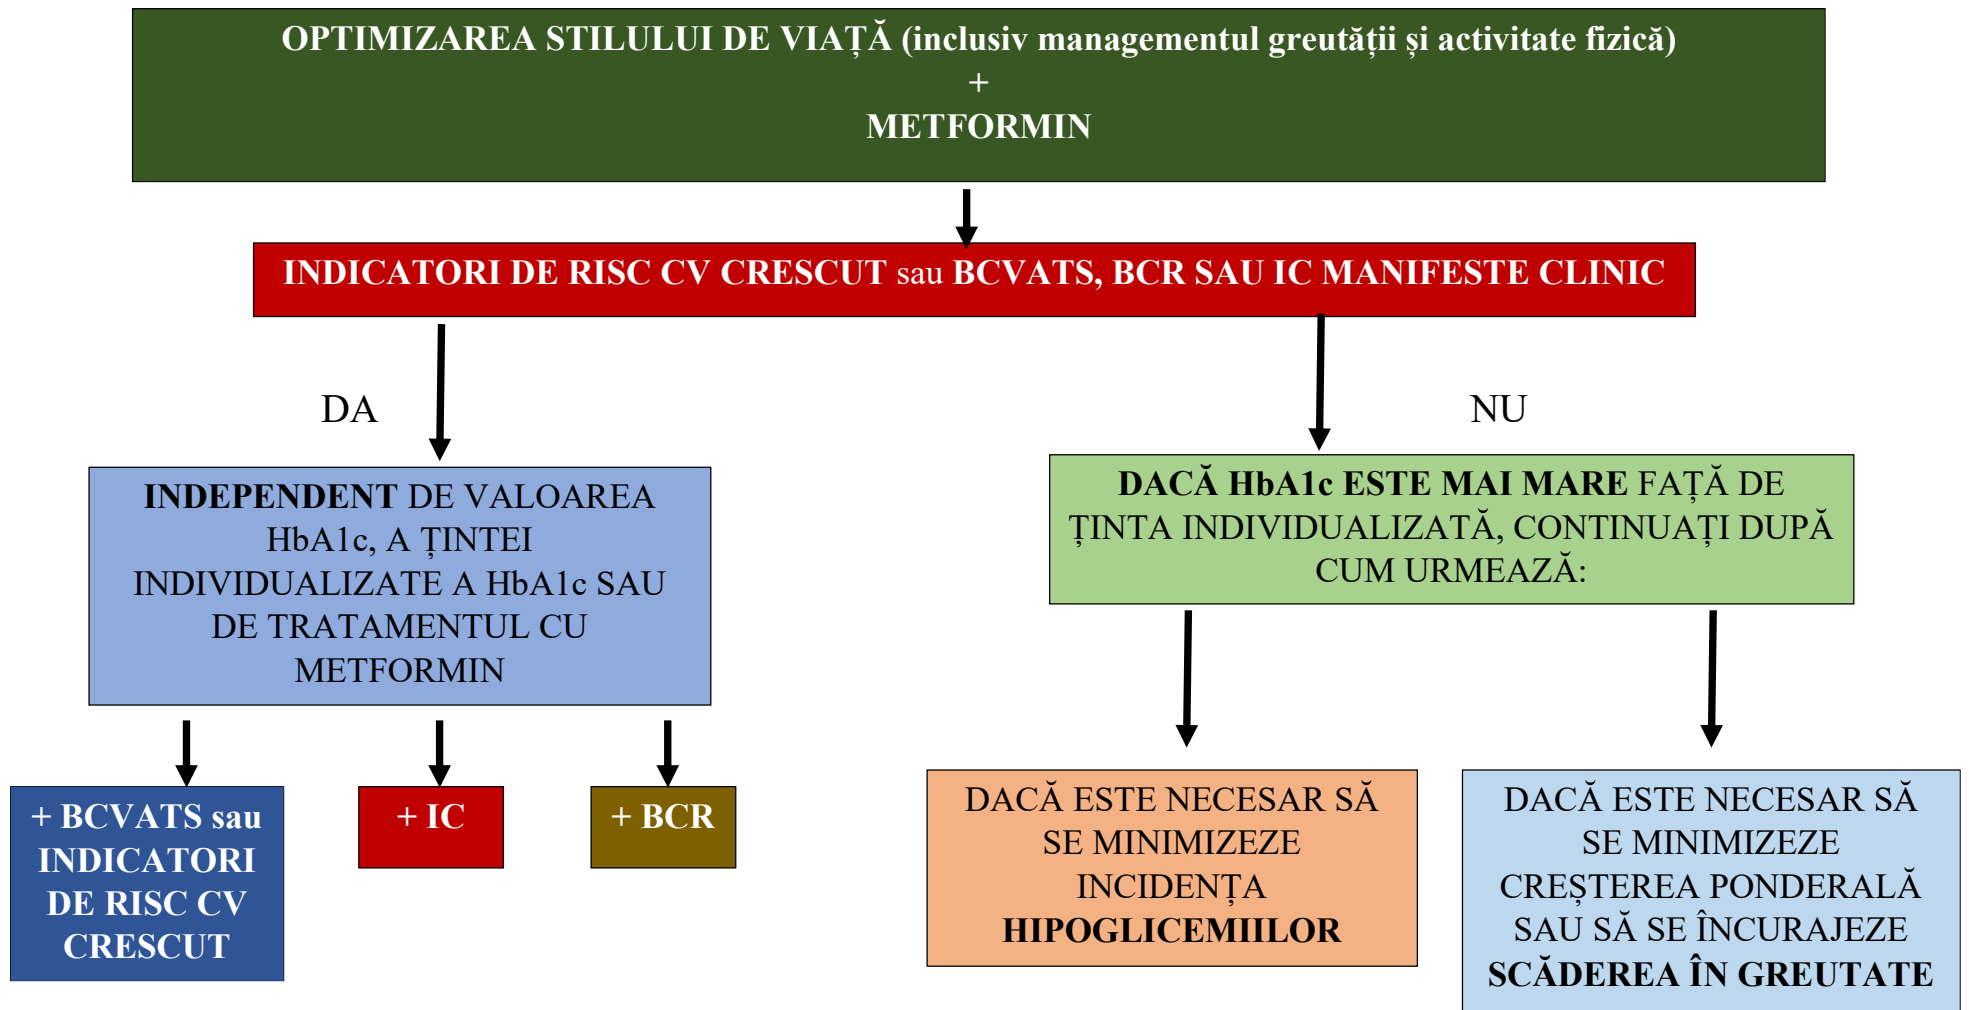 OPTIMIZAREA STILULUI DE VIAȚĂ (inclusiv managementul greutății și activitate fizică)
+
METFORMIN
INDICATORI DE RISC CV CRESCUT sau BCVATS, BCR SAU IC MANIFESTE CLINIC
DA
NU
INDEPENDENT DE VALOAREA
HbA1c, A ȚINTEI
INDIVIDUALIZATE A HbA1c SAU
DE TRATAMENTUL CU
METFORMIN
DACĂ HbA1c ESTE MAI MARE FAȚĂ DE
ȚINTA INDIVIDUALIZATĂ, CONTINUAȚI DUPĂ
CUM URMEAZĂ:
+ BCVATS sau
INDICATORI
DE RISC CV
CRESCUT
+ IC
+ BCR
DACĂ ESTE NECESAR SĂ
SE MINIMIZEZE
INCIDENȚA
HIPOGLICEMIILOR
DACĂ ESTE NECESAR SĂ
SE MINIMIZEZE
CREȘTEREA PONDERALĂ
SAU SĂ SE ÎNCURAJEZE
SCĂDEREA ÎN GREUTATE